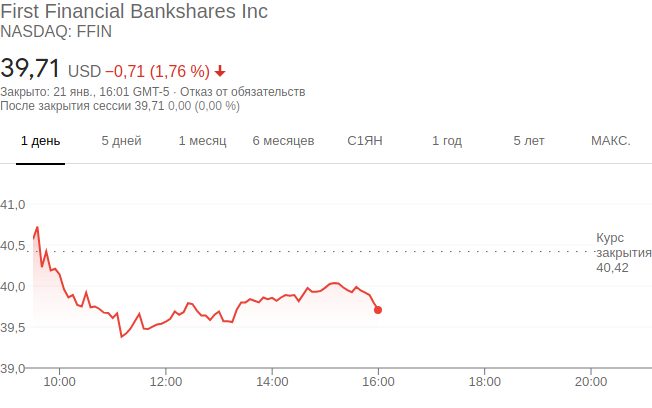 First Financial Bankshares Inc
NASDAQ: FFIN
39,71 USD −0,71 (1,76 %)
Закрыто: 21 янв., 16:01 GMT-5 · Отказ от обязательств
После закрытия сессии 39,71 0,00 (0,00 %)
1 день 5 дней 1 месяц 6 месяцев С1ЯН 1 год 5 лет МАКС.
41,0
40,5
40,0
39,5
39,0
Курс
закрытия
40,42
10:00 12:00 14:00 16:00 18:00 20:00